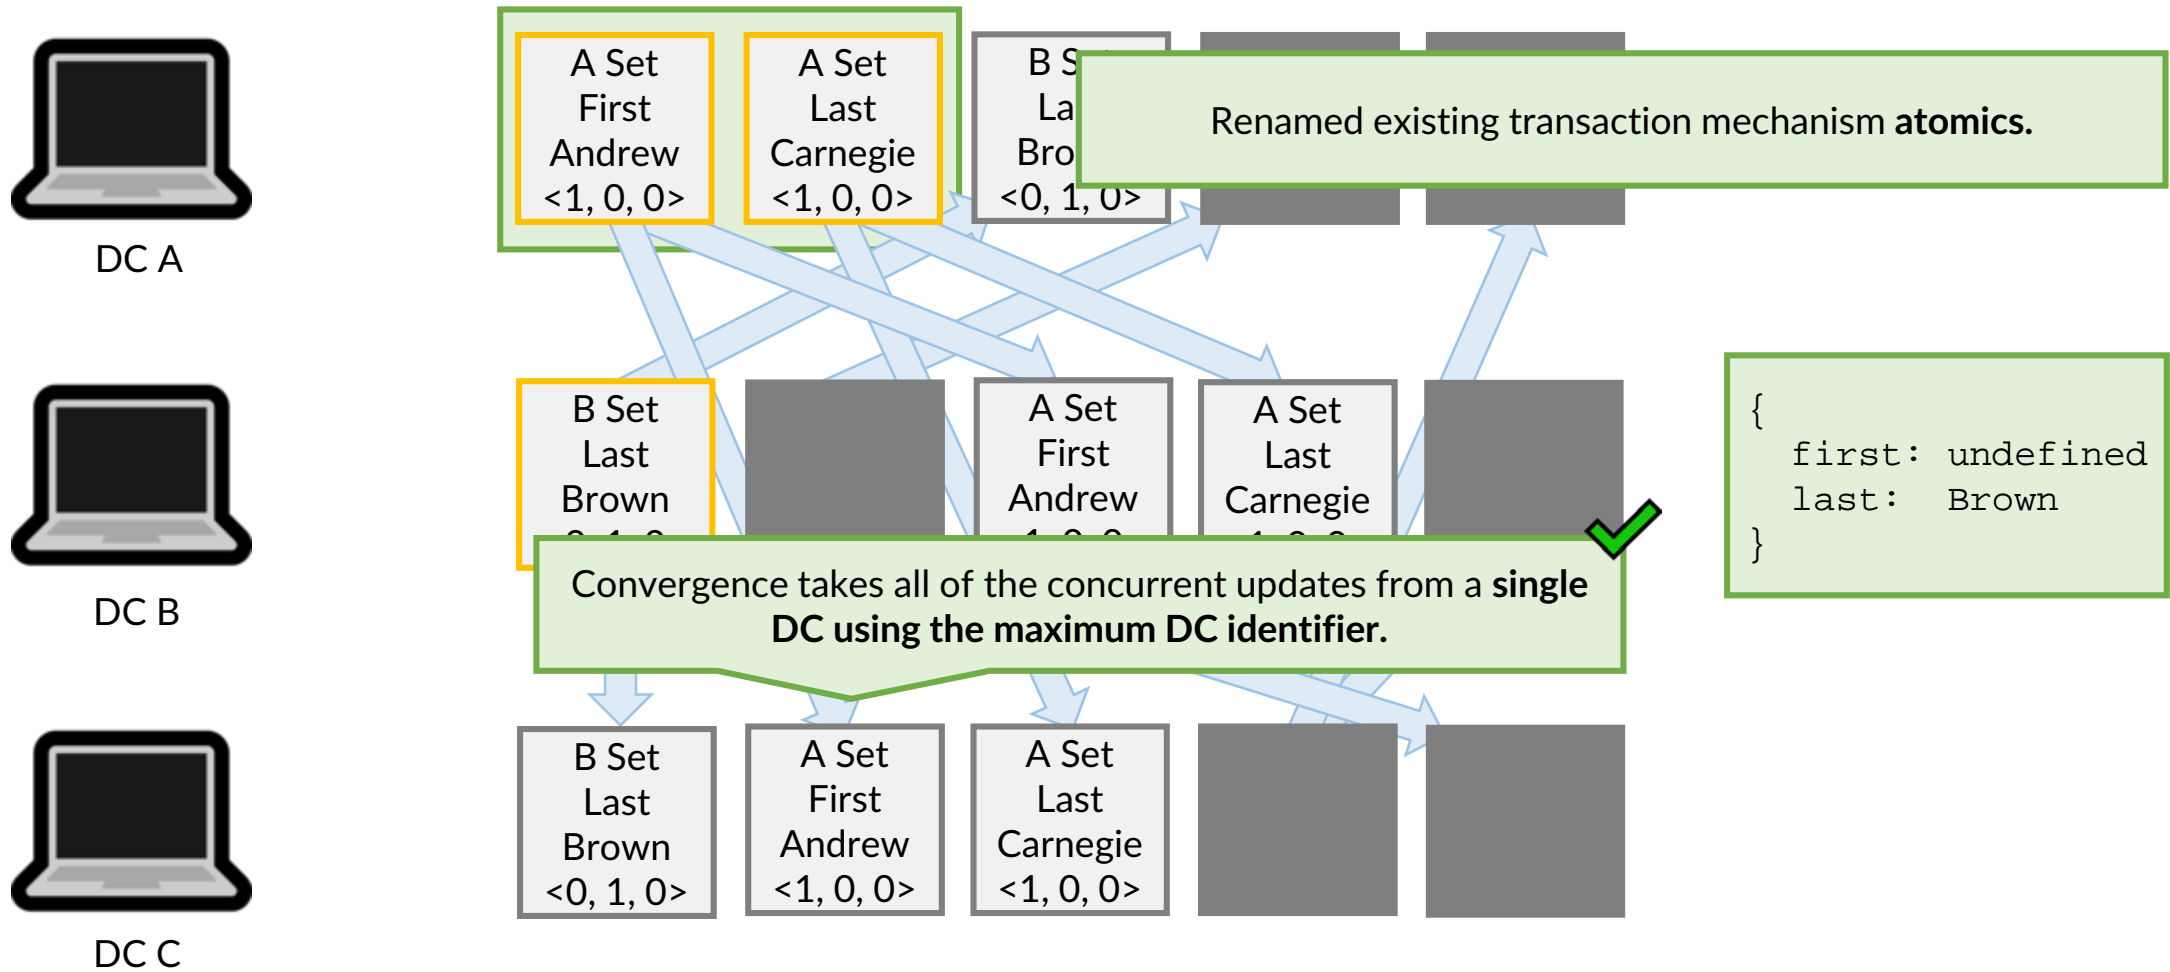 A Set
First
Andrew
<1, 0, 0>
A Set
Last
Carnegie
<1, 0, 0>
B
<0, 1, 0>
Renamed existing transaction mechanism atomics.
DC A
B Set
Last
Brown
A Set
First
Andrew
A Set
Last
Carnegie
{
first: undefined
last: Brown
}
DC B
Convergence takes all of the concurrent updates from a single
DC using the maximum DC identifier.
B Set
Last
Brown
<0, 1, 0>
A Set
First
Andrew
<1, 0, 0>
A Set
Last
Carnegie
<1, 0, 0>
DC C